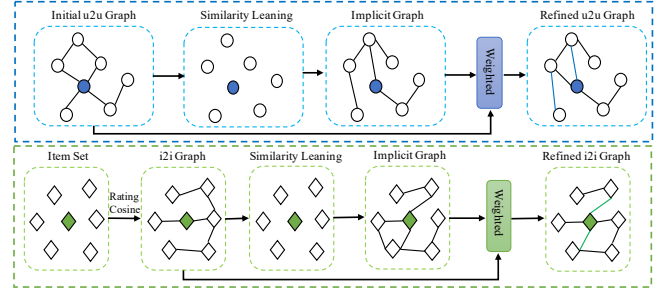 Initial u2u Graph
Similarity Leaning
Implicit Graph
Refined u2u Graph
Weighted
Item Set
i2i Graph
Similarity Leaning
Implicit Graph
Refined i2i Graph
Rating
Cosine
Weighted